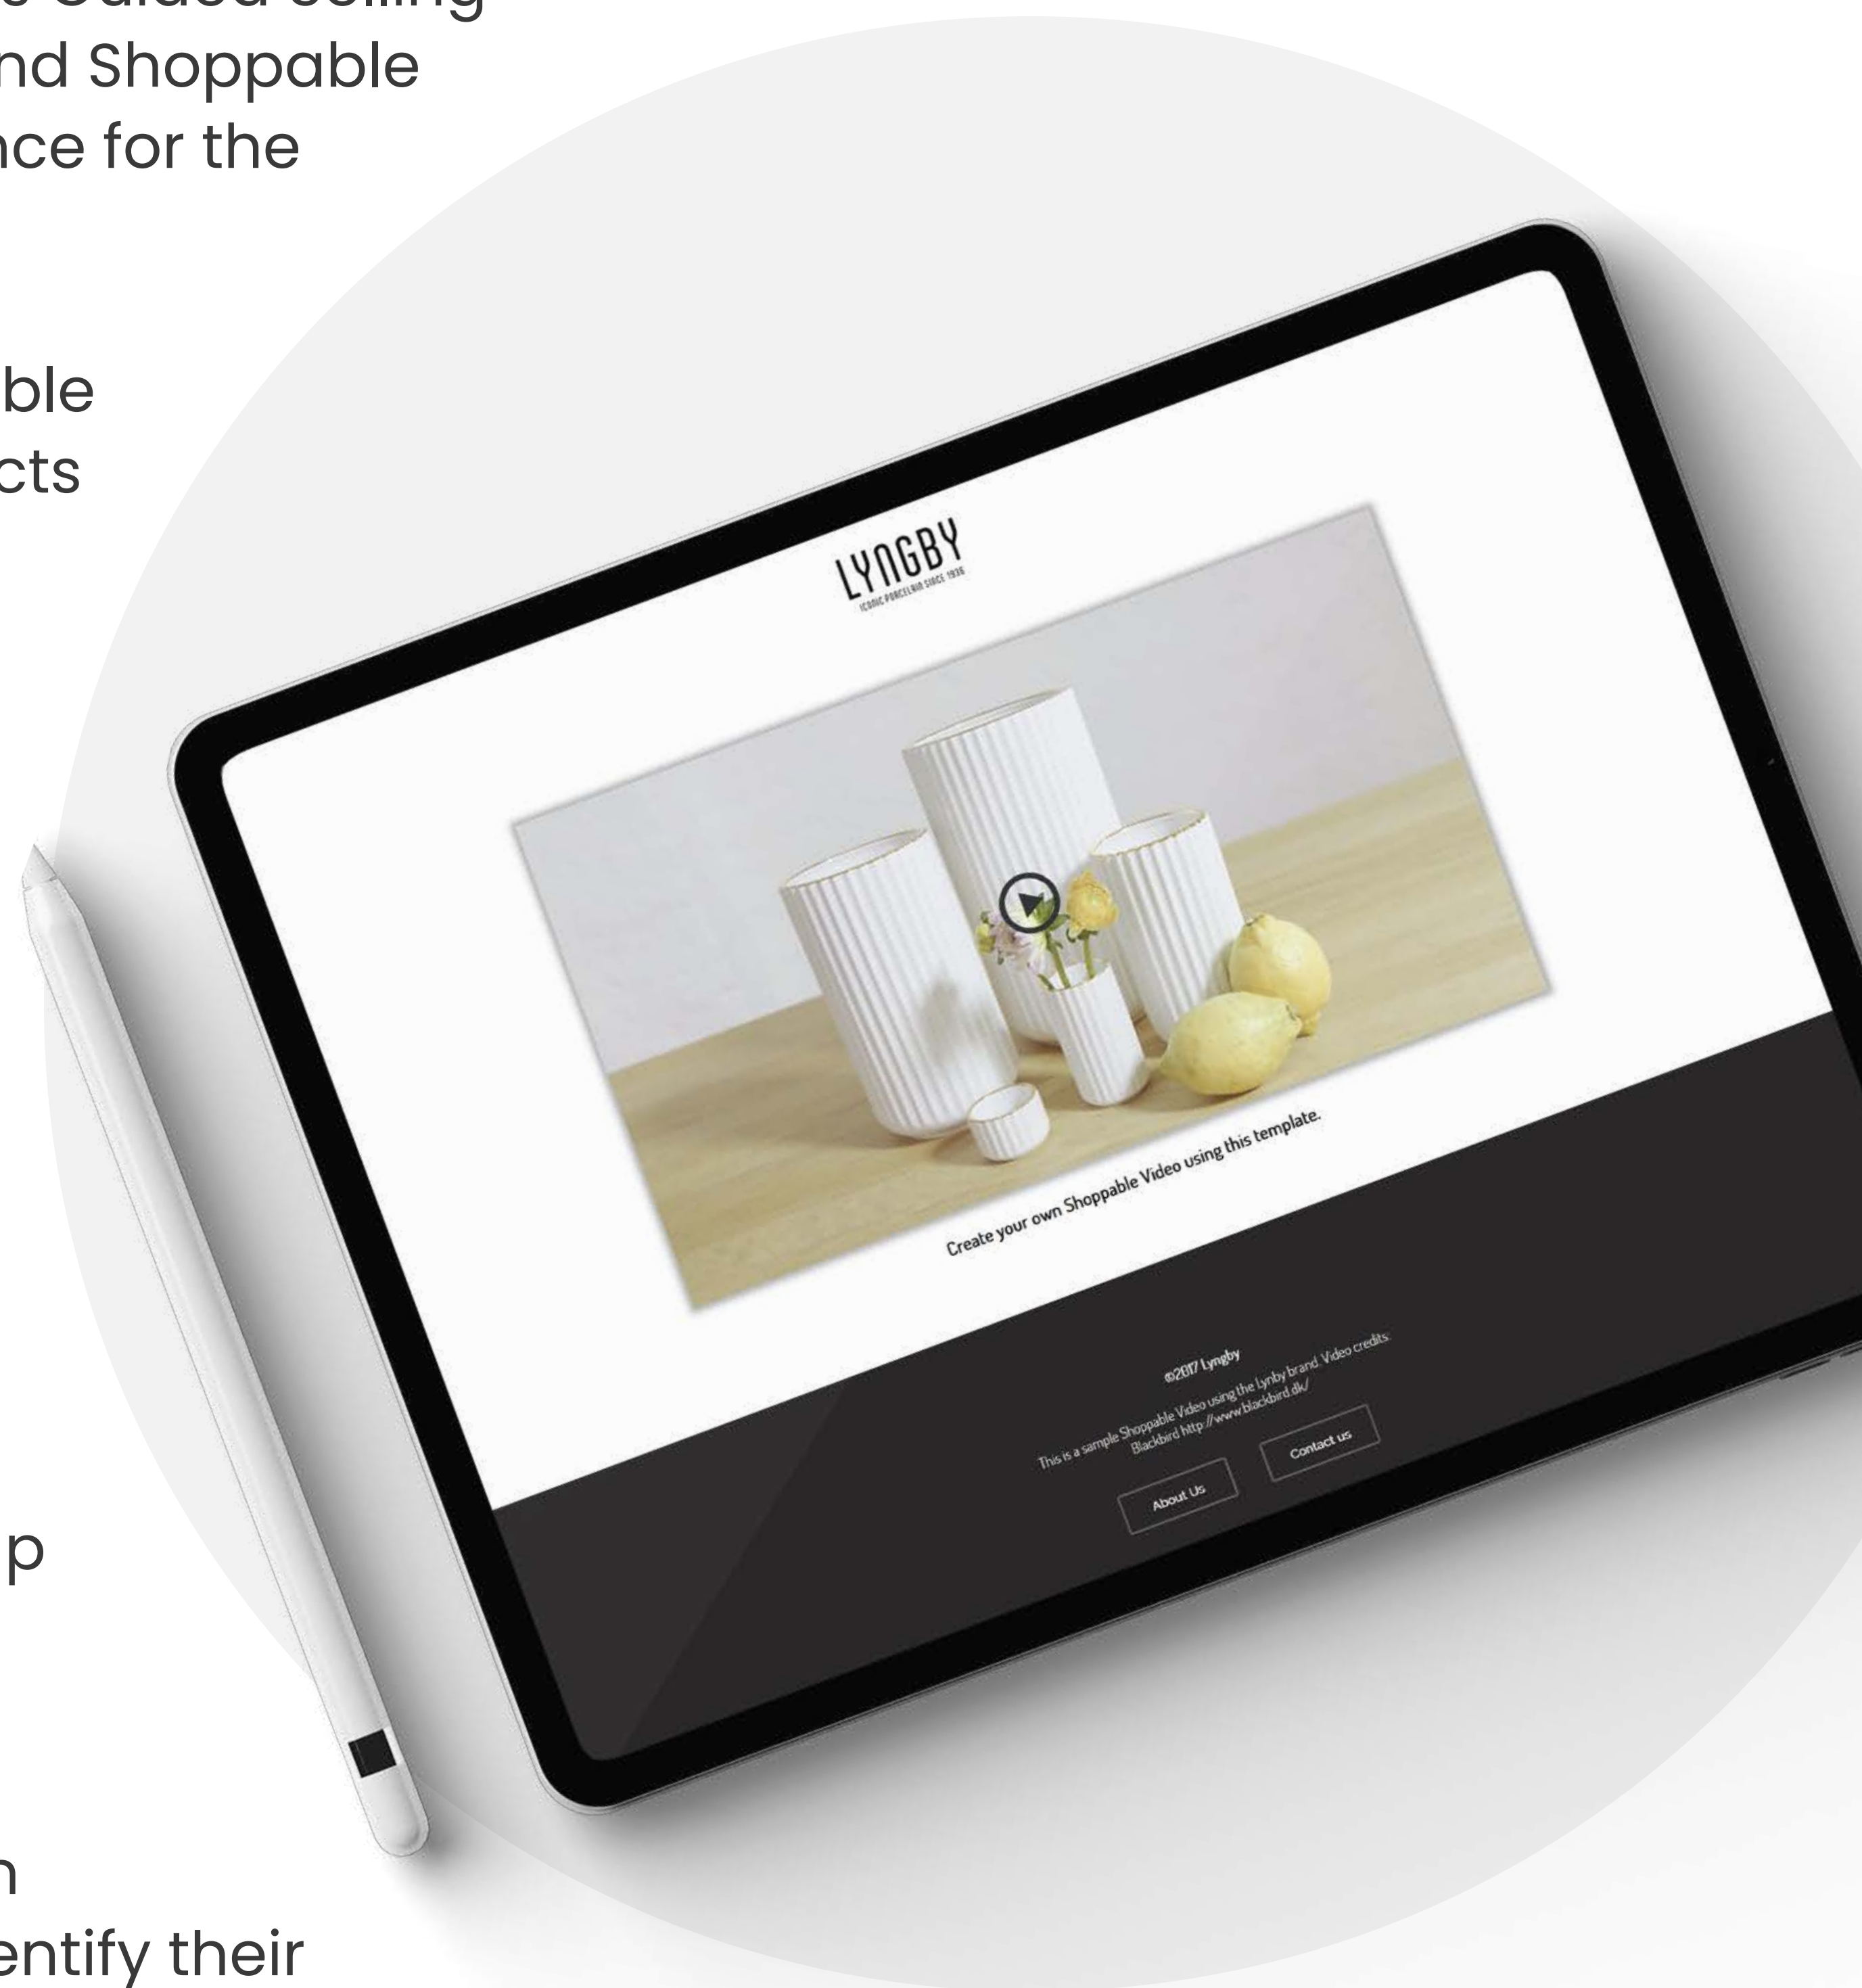 Guided selling
nd Shoppable
nce for the
ble
cts
LYNGBY
ICONIC PORCELAIN SINCE 1936
Create your own Shoppable Video using this template.
©2017 Lyngby
This is a sample Shoppable Video using the Lynby brand. Video credits:
Blackbird http://www.blackbird.dk/
About Us
Contact us
p
n
entify their